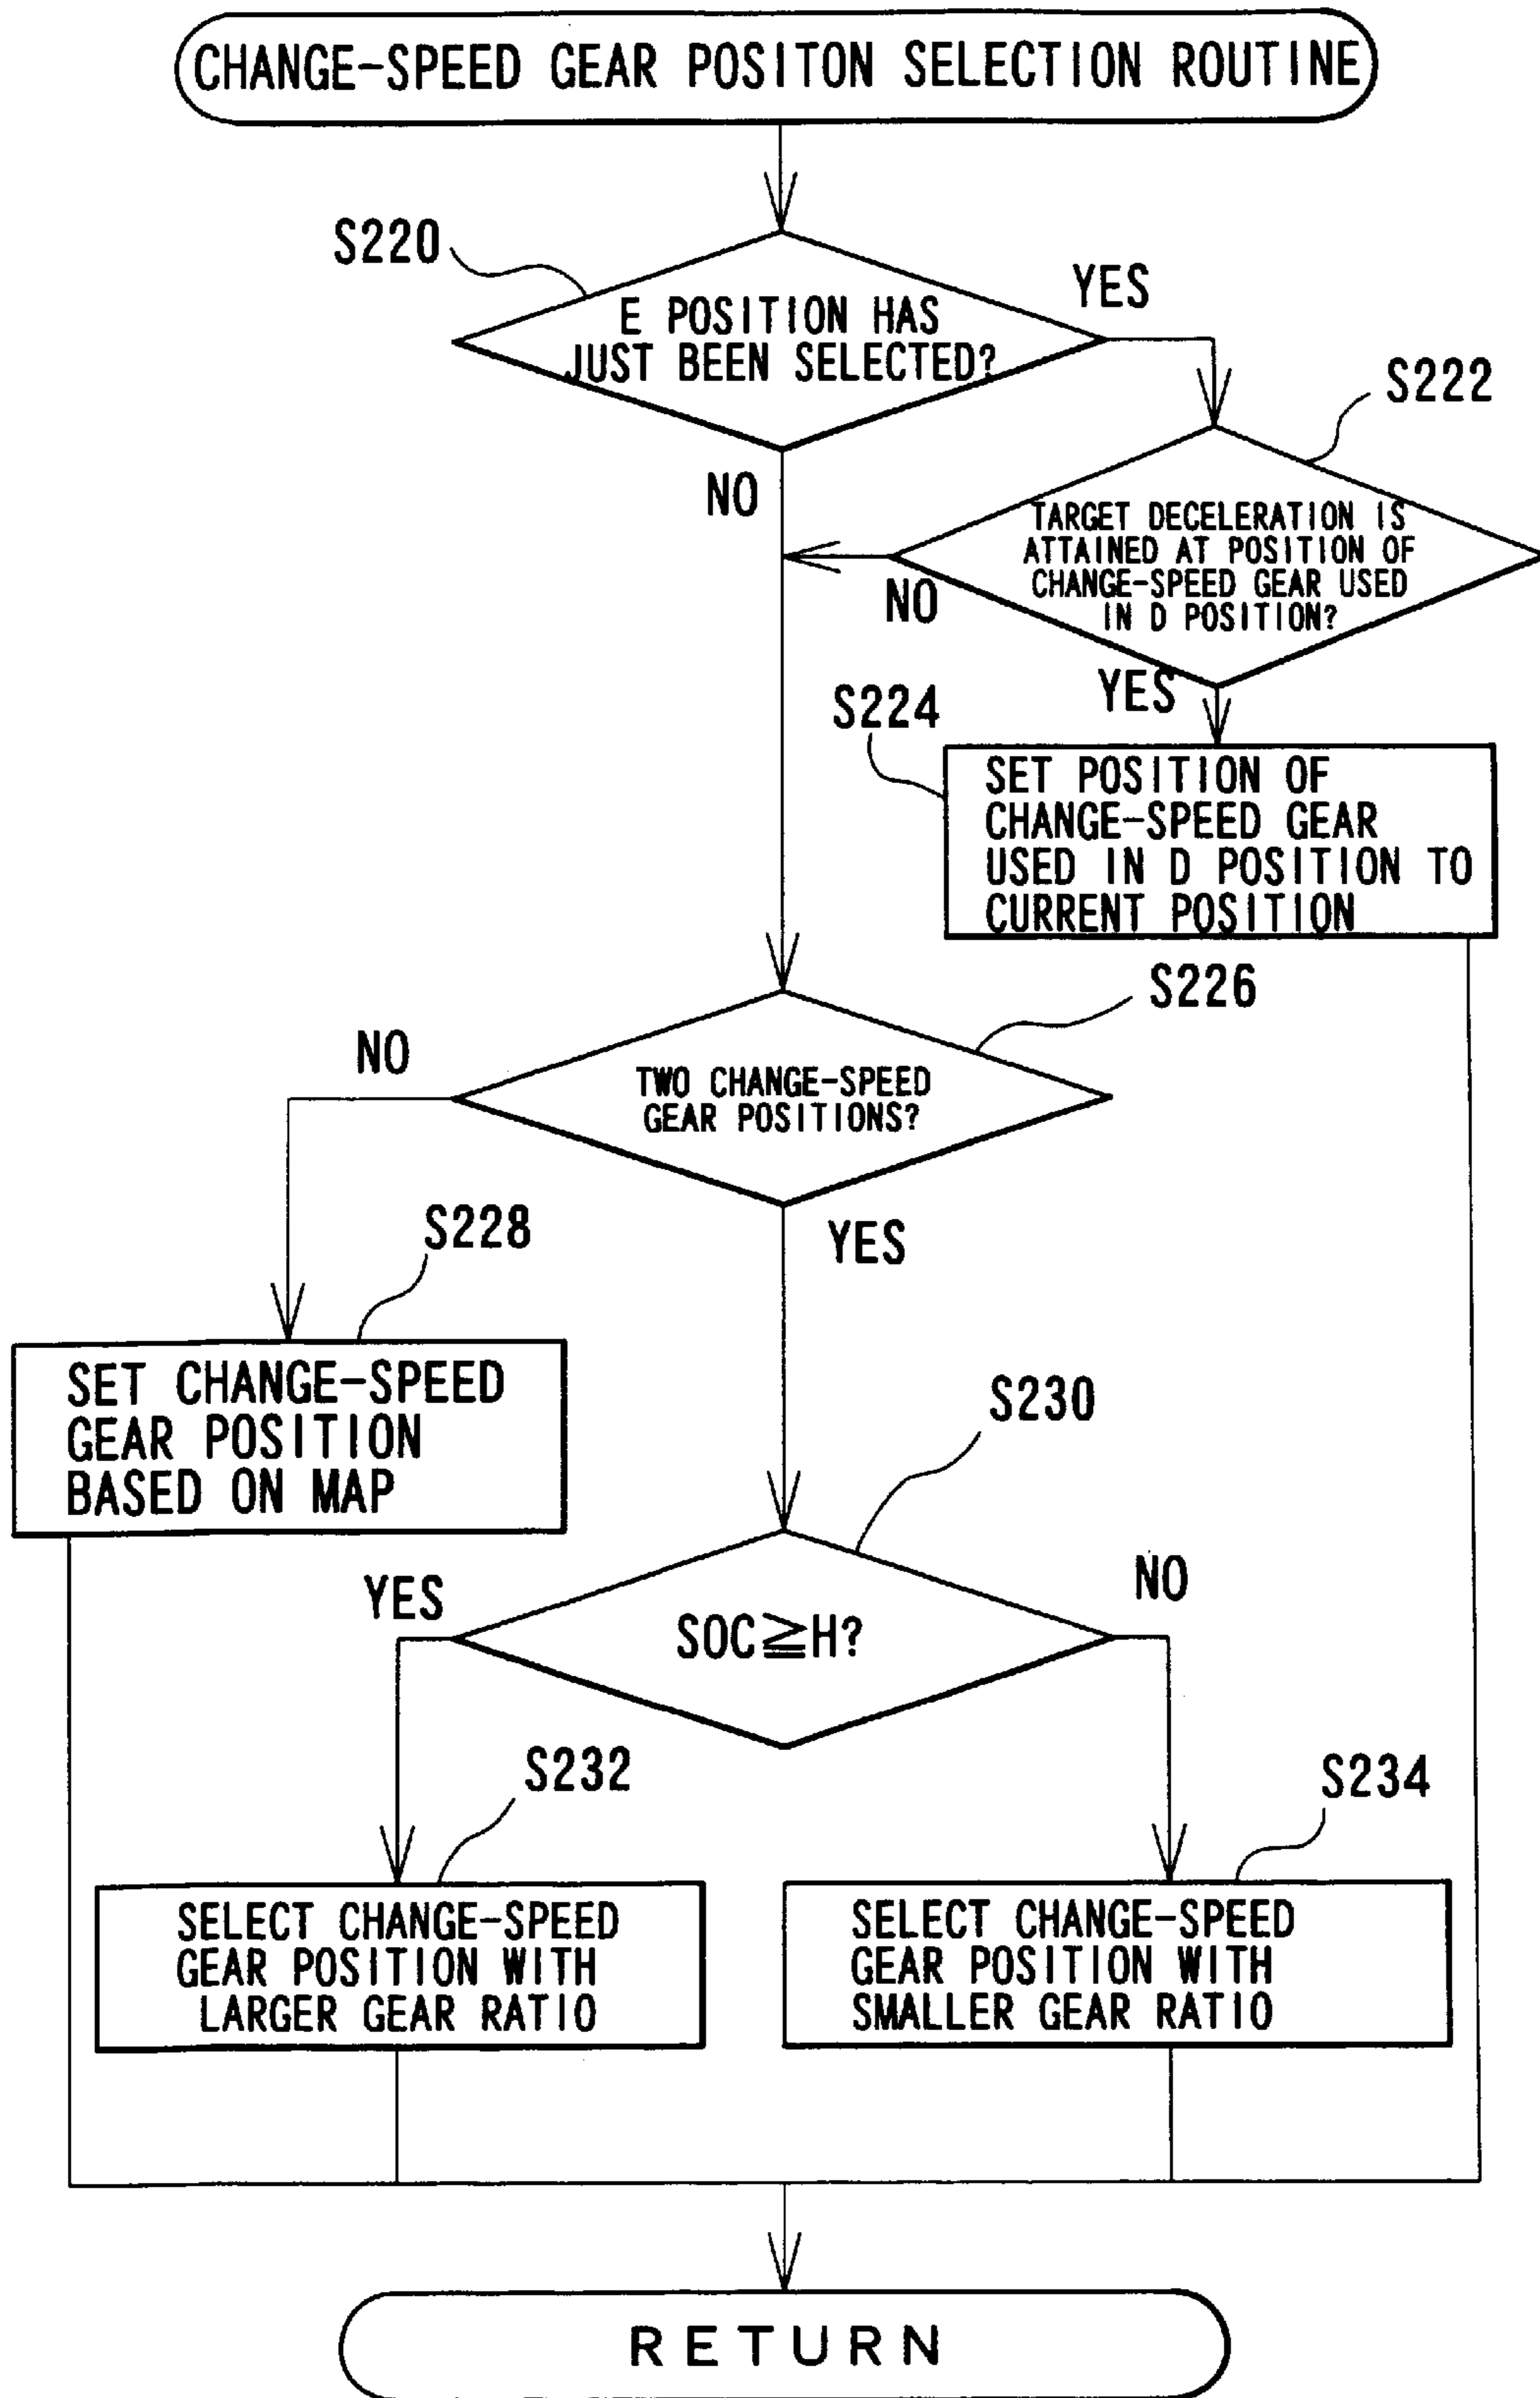 CHANGE-SPEED GEAR POSITON SELECTION ROUTINE
S220
E POSITION HAS
JUST BEEN SELECTED?
YES
NO
S222
TARGET DECELERATION IS
ATTAINED AT POSITION OF
CHANGE-SPEED GEAR USED
IN D POSITION?
NO
YES
S224
SET POSITION OF
CHANGE-SPEED GEAR
USED IN D POSITION TO
CURRENT POSITION
S226
TWO CHANGE-SPEED
GEAR POSITIONS?
NO
YES
S228
SET CHANGE-SPEED
GEAR POSITION
BASED ON MAP
S230
SOC≧H?
YES
NO
S232
SELECT CHANGE-SPEED
GEAR POSITION WITH
LARGER GEAR RATIO
S234
SELECT CHANGE-SPEED
GEAR POSITION WITH
SMALLER GEAR RATIO
RETURN